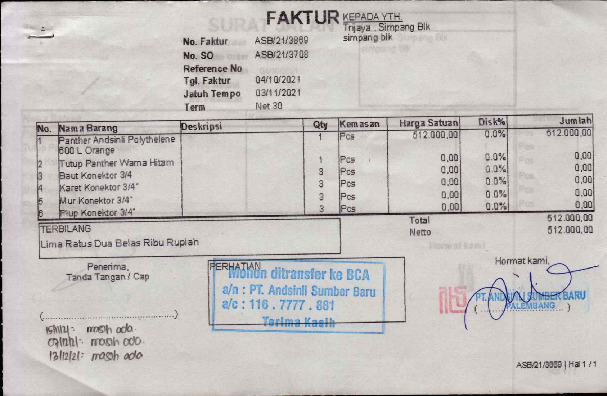 FAKTUR
KEPADA YTH.
Trijaya : Simpang Blk
simpang blk
No. Faktur ASB/21/3869
No. SO ASB/21/3708
Reference No
Tgl. Faktur 04/10/2021
Jatuh Tempo 03/11/2021
Term Net 30
No. Nama Barang Deskripsi Qty Kemasan Harga Satuan Disk% Jumlah
1 Panther Andsinli Polythelene 1 Pcs 512.000,00 0.0% 512.000,00
600 L Orange
2 Tutup Panther Warna Hitam 1 Pcs 0,00 0.0% 0,00
3 Baut Konektor 3/4 3 Pcs 0,00 0.0% 0,00
4 Karet Konektor 3/4" 3 Pcs 0,00 0.0% 0,00
5 Mur Konektor 3/4" 3 Pcs 0,00 0.0% 0,00
6 Plup Konektor 3/4" 3 Pcs 0,00 0.0% 0,00
Total 512.000,00
Netto 512.000,00
TERBILANG
Lima Ratus Dua Belas Ribu Rupiah
Penerima,
Tanda Tangan / Cap
PERHATIAN
Mohon ditransfer ke BCA
a/n : PT. Andsinli Sumber Baru
a/c : 116 . 7777 . 881
Terima Kasih
Hormat kami,
PT. ANDSINLI SUMBER BARU
PALEMBANG
(..............................)
masih ada.
masih ada.
13/12/21: masih ada
ASB/21/3869 | Hal 1 / 1